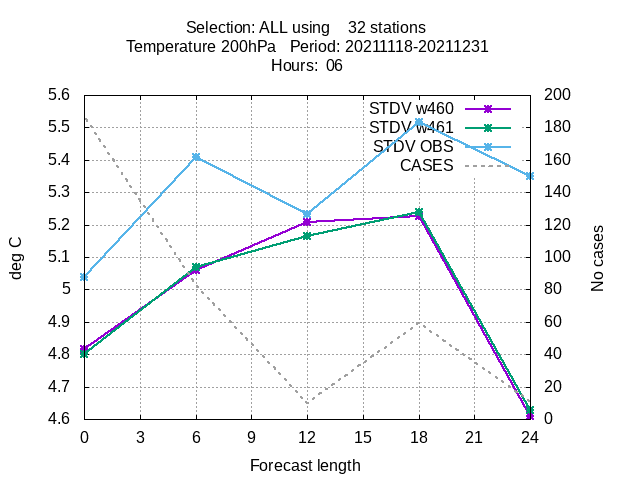 Selection: ALL using 32 stations
Temperature 200hPa Period: 20211118-20211231
Hours: 06
STDV w460
STDV w461
STDV OBS
CASES
deg C
5.6
5.5
5.4
5.3
5.2
5.1
5
4.9
4.8
4.7
4.6
200
180
160
140
120
100
80
60
40
20
0
No cases
0 3 6 9 12 15 18 21 24
Forecast length